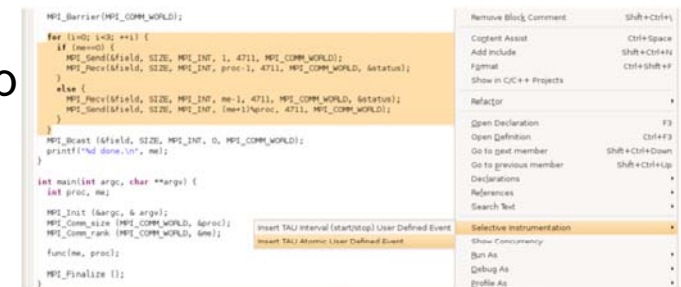 MPI_Barrier(MPI_COMM_WORLD);
for (i=0; i<3; ++i) {
if (me==0) {
MPI_Send(&field, SIZE, MPI_INT, 1, 4711, MPI_COMM_WORLD);
MPI_Recv(&field, SIZE, MPI_INT, proc-1, 4711, MPI_COMM_WORLD, &status);
}
else {
MPI_Recv(&field, SIZE, MPI_INT, me-1, 4711, MPI_COMM_WORLD, &status);
MPI_Send(&field, SIZE, MPI_INT, (me+1)%proc, 4711, MPI_COMM_WORLD);
}
}
MPI_Bcast (&field, SIZE, MPI_INT, 0, MPI_COMM_WORLD);
printf("%d done.\n", me);
}
int main(int argc, char **argv) {
int proc, me;
MPI_Init (&argc, & argv);
MPI_Comm_size (MPI_COMM_WORLD, &proc);
MPI_Comm_rank (MPI_COMM_WORLD, &me);
func(me, proc);
MPI_Finalize ();
}
Insert TAU Interval (start/stop) User Defined Event
Insert TAU Atomic User Defined Event
Remove Block Comment Shift+Ctrl+\
Content Assist Ctrl+Space
Add Include Shift+Ctrl+N
Format Ctrl+Shift+F
Show in C/C++ Projects
Refactor
Open Declaration F3
Open Definition Ctrl+F3
Go to next member Shift+Ctrl+Down
Go to previous member Shift+Ctrl+Up
Declarations
References
Search Text
Selective Instrumentation
Show Concurrency
Run As
Debug As
Profile As